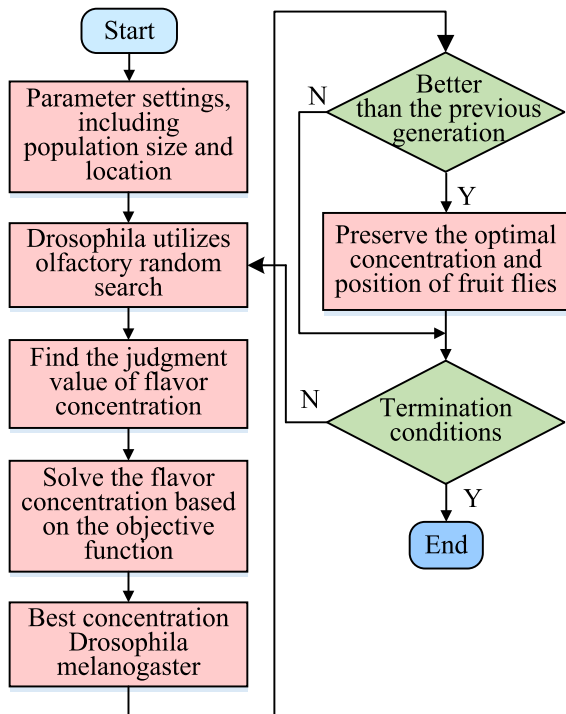 Start
Parameter settings,
including
population size and
location
Drosophila utilizes
olfactory random
search
Find the judgment
value of flavor
concentration
Solve the flavor
concentration based
on the objective
function
Best concentration
Drosophila
melanogaster
Better
than the previous
generation
N
Y
Preserve the optimal
concentration and
position of fruit flies
Termination
conditions
N
Y
End